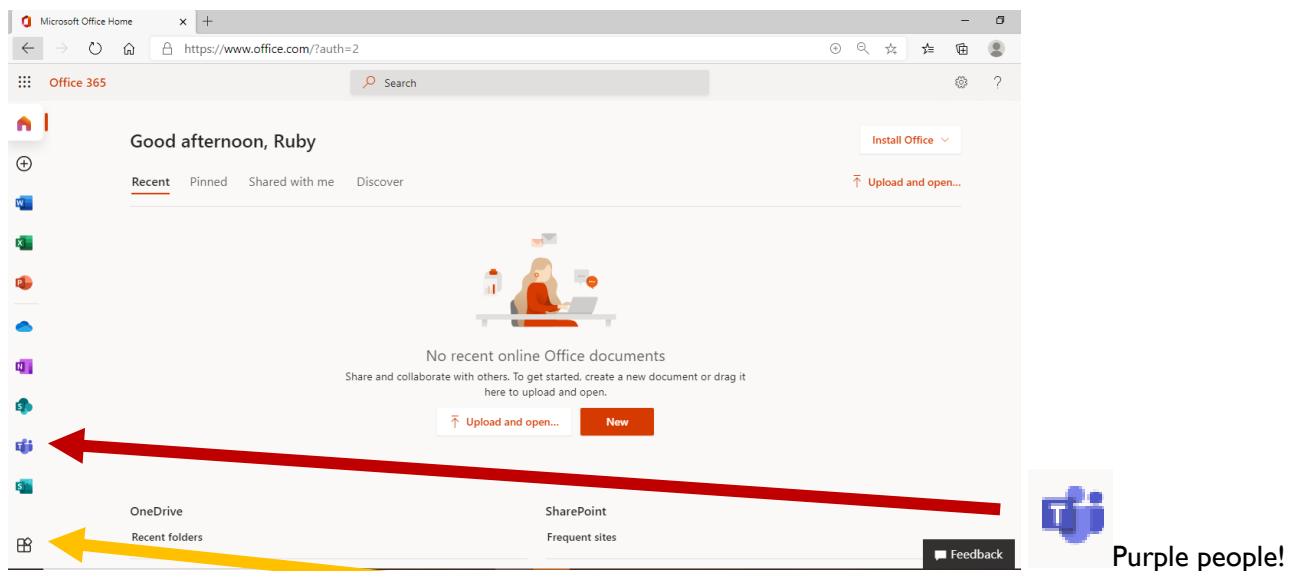 Microsoft Office Home
https://www.office.com/?auth=2
Office 365
Search
?
Good afternoon, Ruby
Install Office
Recent Pinned Shared with me Discover
Upload and open...
No recent online Office documents
Share and collaborate with others. To get started, create a new document or drag it
here to upload and open.
Upload and open... New
OneDrive SharePoint
Recent folders Frequent sites
Feedback
Purple people!
W
X
P
N
S
T
S
T